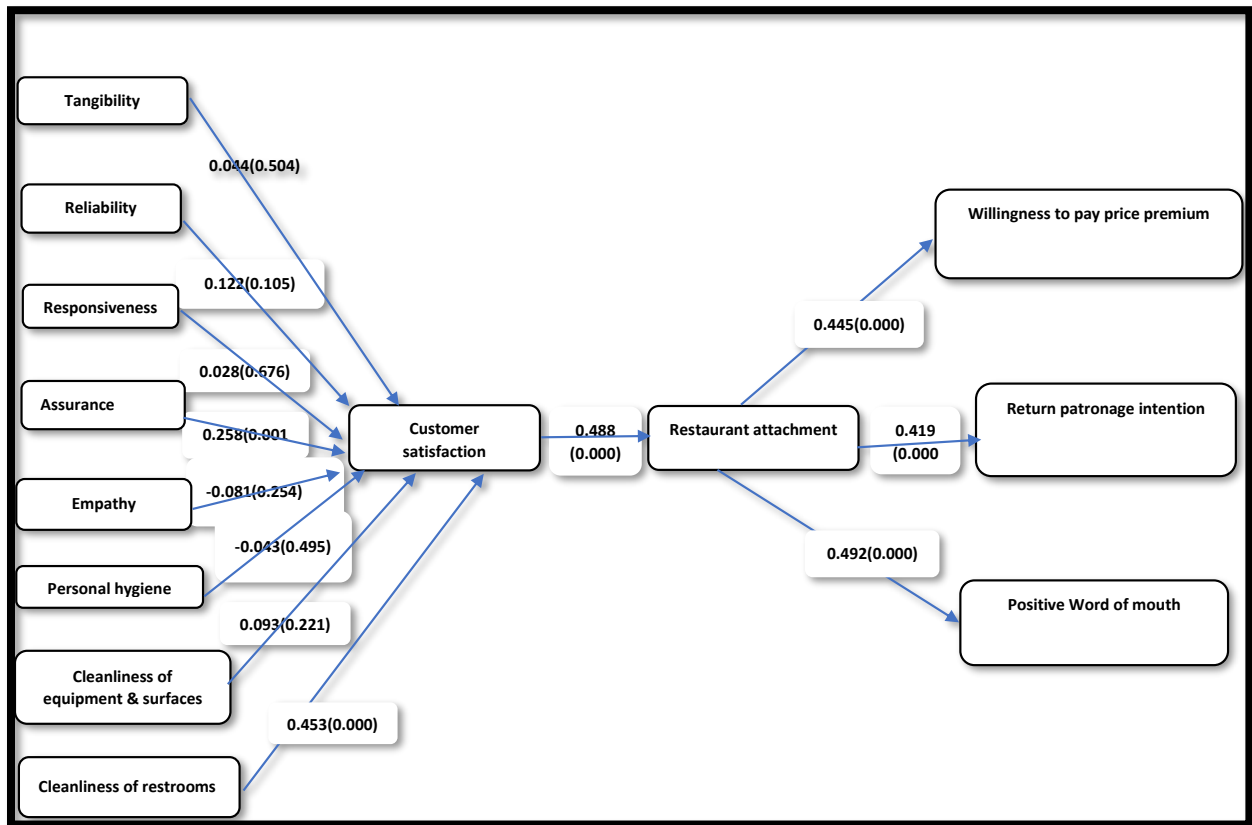 Tangibility
0.044(0.504)
Reliability
Willingness to pay price premium
0.122(0.105)
Responsiveness
0.445(0.000)
0.028(0.676)
Assurance
0.258(0.001
Customer
satisfaction
0.488
(0.000)
Restaurant attachment
0.419
(0.000
Return patronage intention
Empathy
-0.081(0.254)
-0.043(0.495)
0.492(0.000)
Personal hygiene
Positive Word of mouth
0.093(0.221)
Cleanliness of
equipment & surfaces
0.453(0.000)
Cleanliness of restrooms